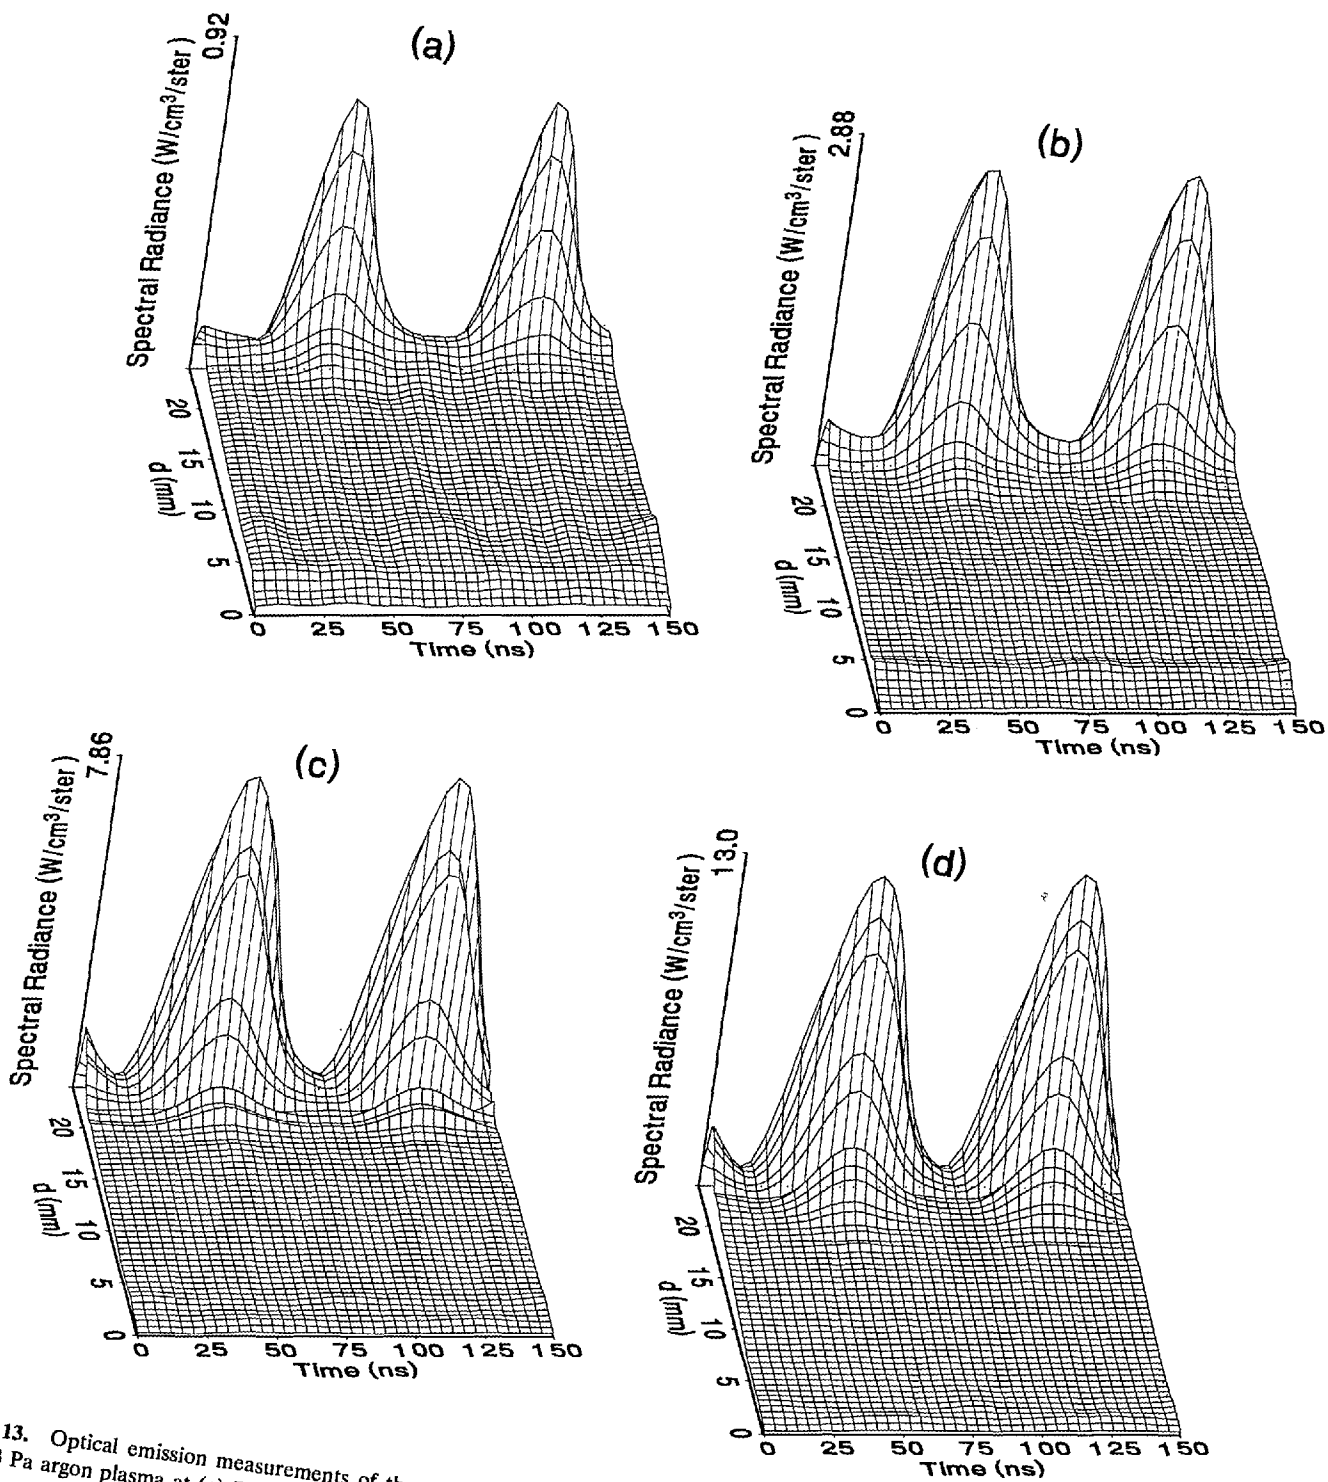 (a)
Spectral Radiance (W/cm³/ster)
0.92
20
15
10
5
0
d (mm)
0 25 50 75 100 125 150
Time (ns)
(b)
Spectral Radiance (W/cm³/ster)
2.88
20
15
10
5
0
d (mm)
0 25 50 75 100 125 150
Time (ns)
(c)
Spectral Radiance (W/cm³/ster)
7.86
20
15
10
5
0
d (mm)
0 25 50 75 100 125 150
Time (ns)
(d)
Spectral Radiance (W/cm³/ster)
13.0
20
15
10
5
0
d (mm)
0 25 50 75 100 125 150
Time (ns)
13. Optical emission measurements of
Pa argon plasma at